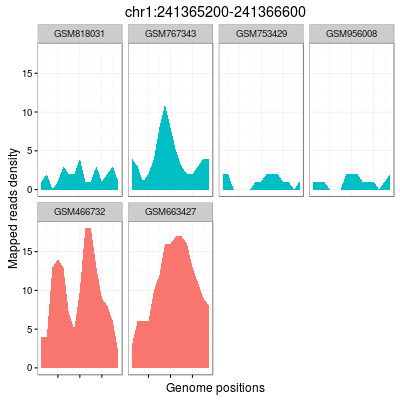 chr1:241365200-241366600
GSM818031 GSM767343 GSM753429 GSM956008
15
10
5
0
Mapped reads density
GSM466732 GSM663427
15
10
5
0
Genome positions